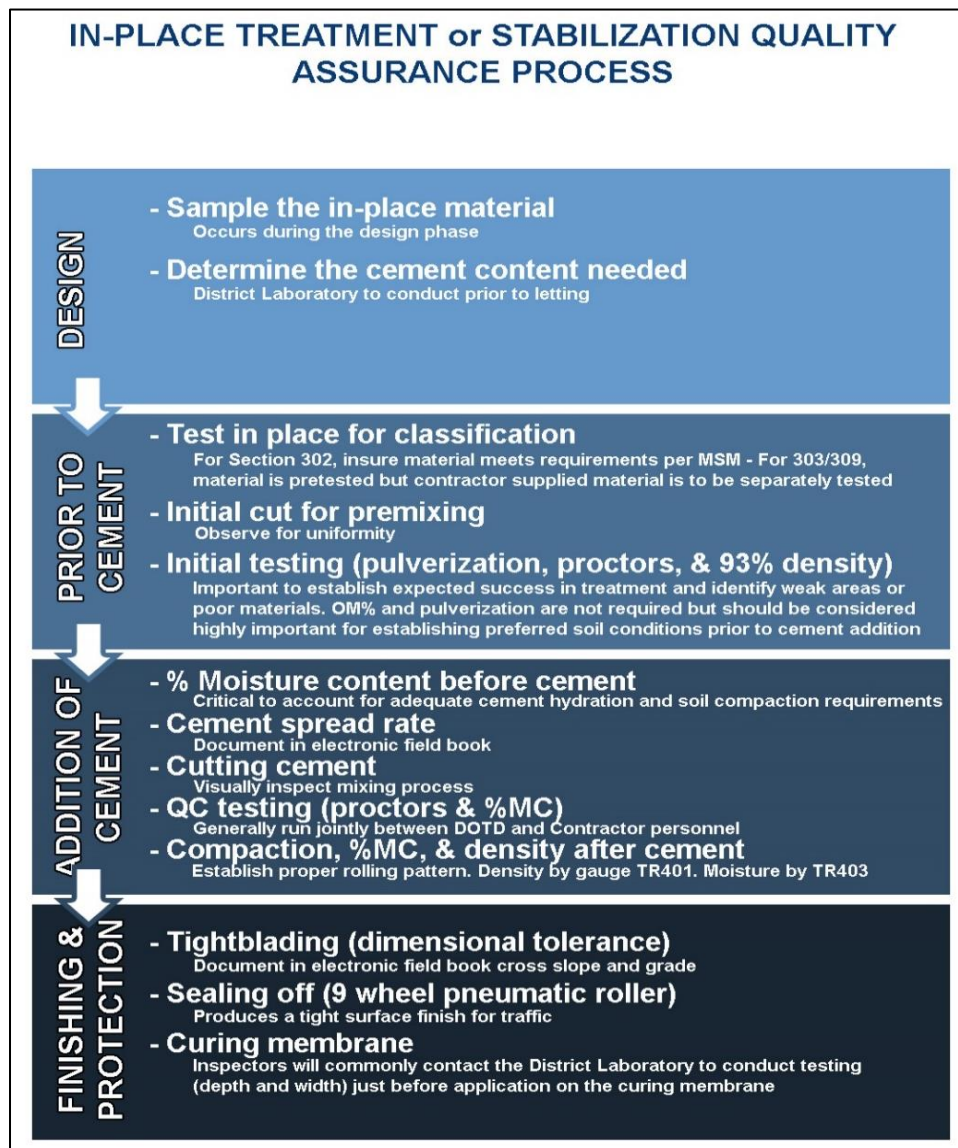 IN-PLACE TREATMENT or STABILIZATION QUALITY
ASSURANCE PROCESS
DESIGN
- Sample the in-place material
Occurs during the design phase
- Determine the cement content needed
District Laboratory to conduct prior to letting
PRIOR TO
CEMENT
- Test in place for classification
For Section 302, insure material meets requirements per MSM - For 303/309,
material is pretested but contractor supplied material is to be separately tested
- Initial cut for premixing
Observe for uniformity
- Initial testing (pulverization, proctors, & 93% density)
Important to establish expected success in treatment and identify weak areas or
poor materials. OM% and pulverization are not required but should be considered
highly important for establishing preferred soil conditions prior to cement addition
ADDITION OF
CEMENT
- % Moisture content before cement
Critical to account for adequate cement hydration and soil compaction requirements
- Cement spread rate
Document in electronic field book
- Cutting cement
Visually inspect mixing process
- QC testing (proctors & %MC)
Generally run jointly between DOTD and Contractor personnel
- Compaction, %MC, & density after cement
Establish proper rolling pattern. Density by gauge TR401. Moisture by TR403
FINISHING &
PROTECTION
- Tightblading (dimensional tolerance)
Document in electronic field book cross slope and grade
- Sealing off (9 wheel pneumatic roller)
Produces a tight surface finish for traffic
- Curing membrane
Inspectors will commonly contact the District Laboratory to conduct testing
(depth and width) just before application on the curing membrane